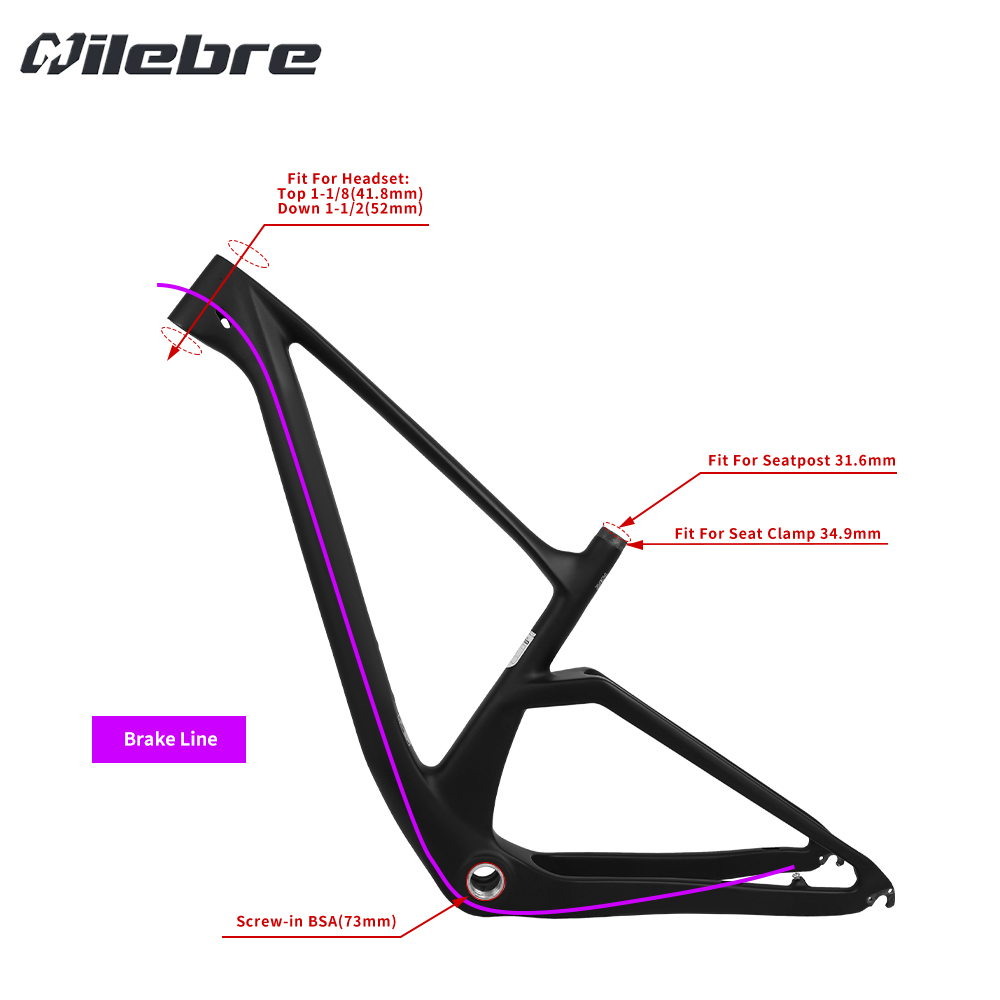 Milebre
Fit For Headset:
Top 1-1/8(41.8mm)
Down 1-1/2(52mm)
Fit For Seatpost 31.6mm
Fit For Seat Clamp 34.9mm
Brake Line
Screw-in BSA(73mm)